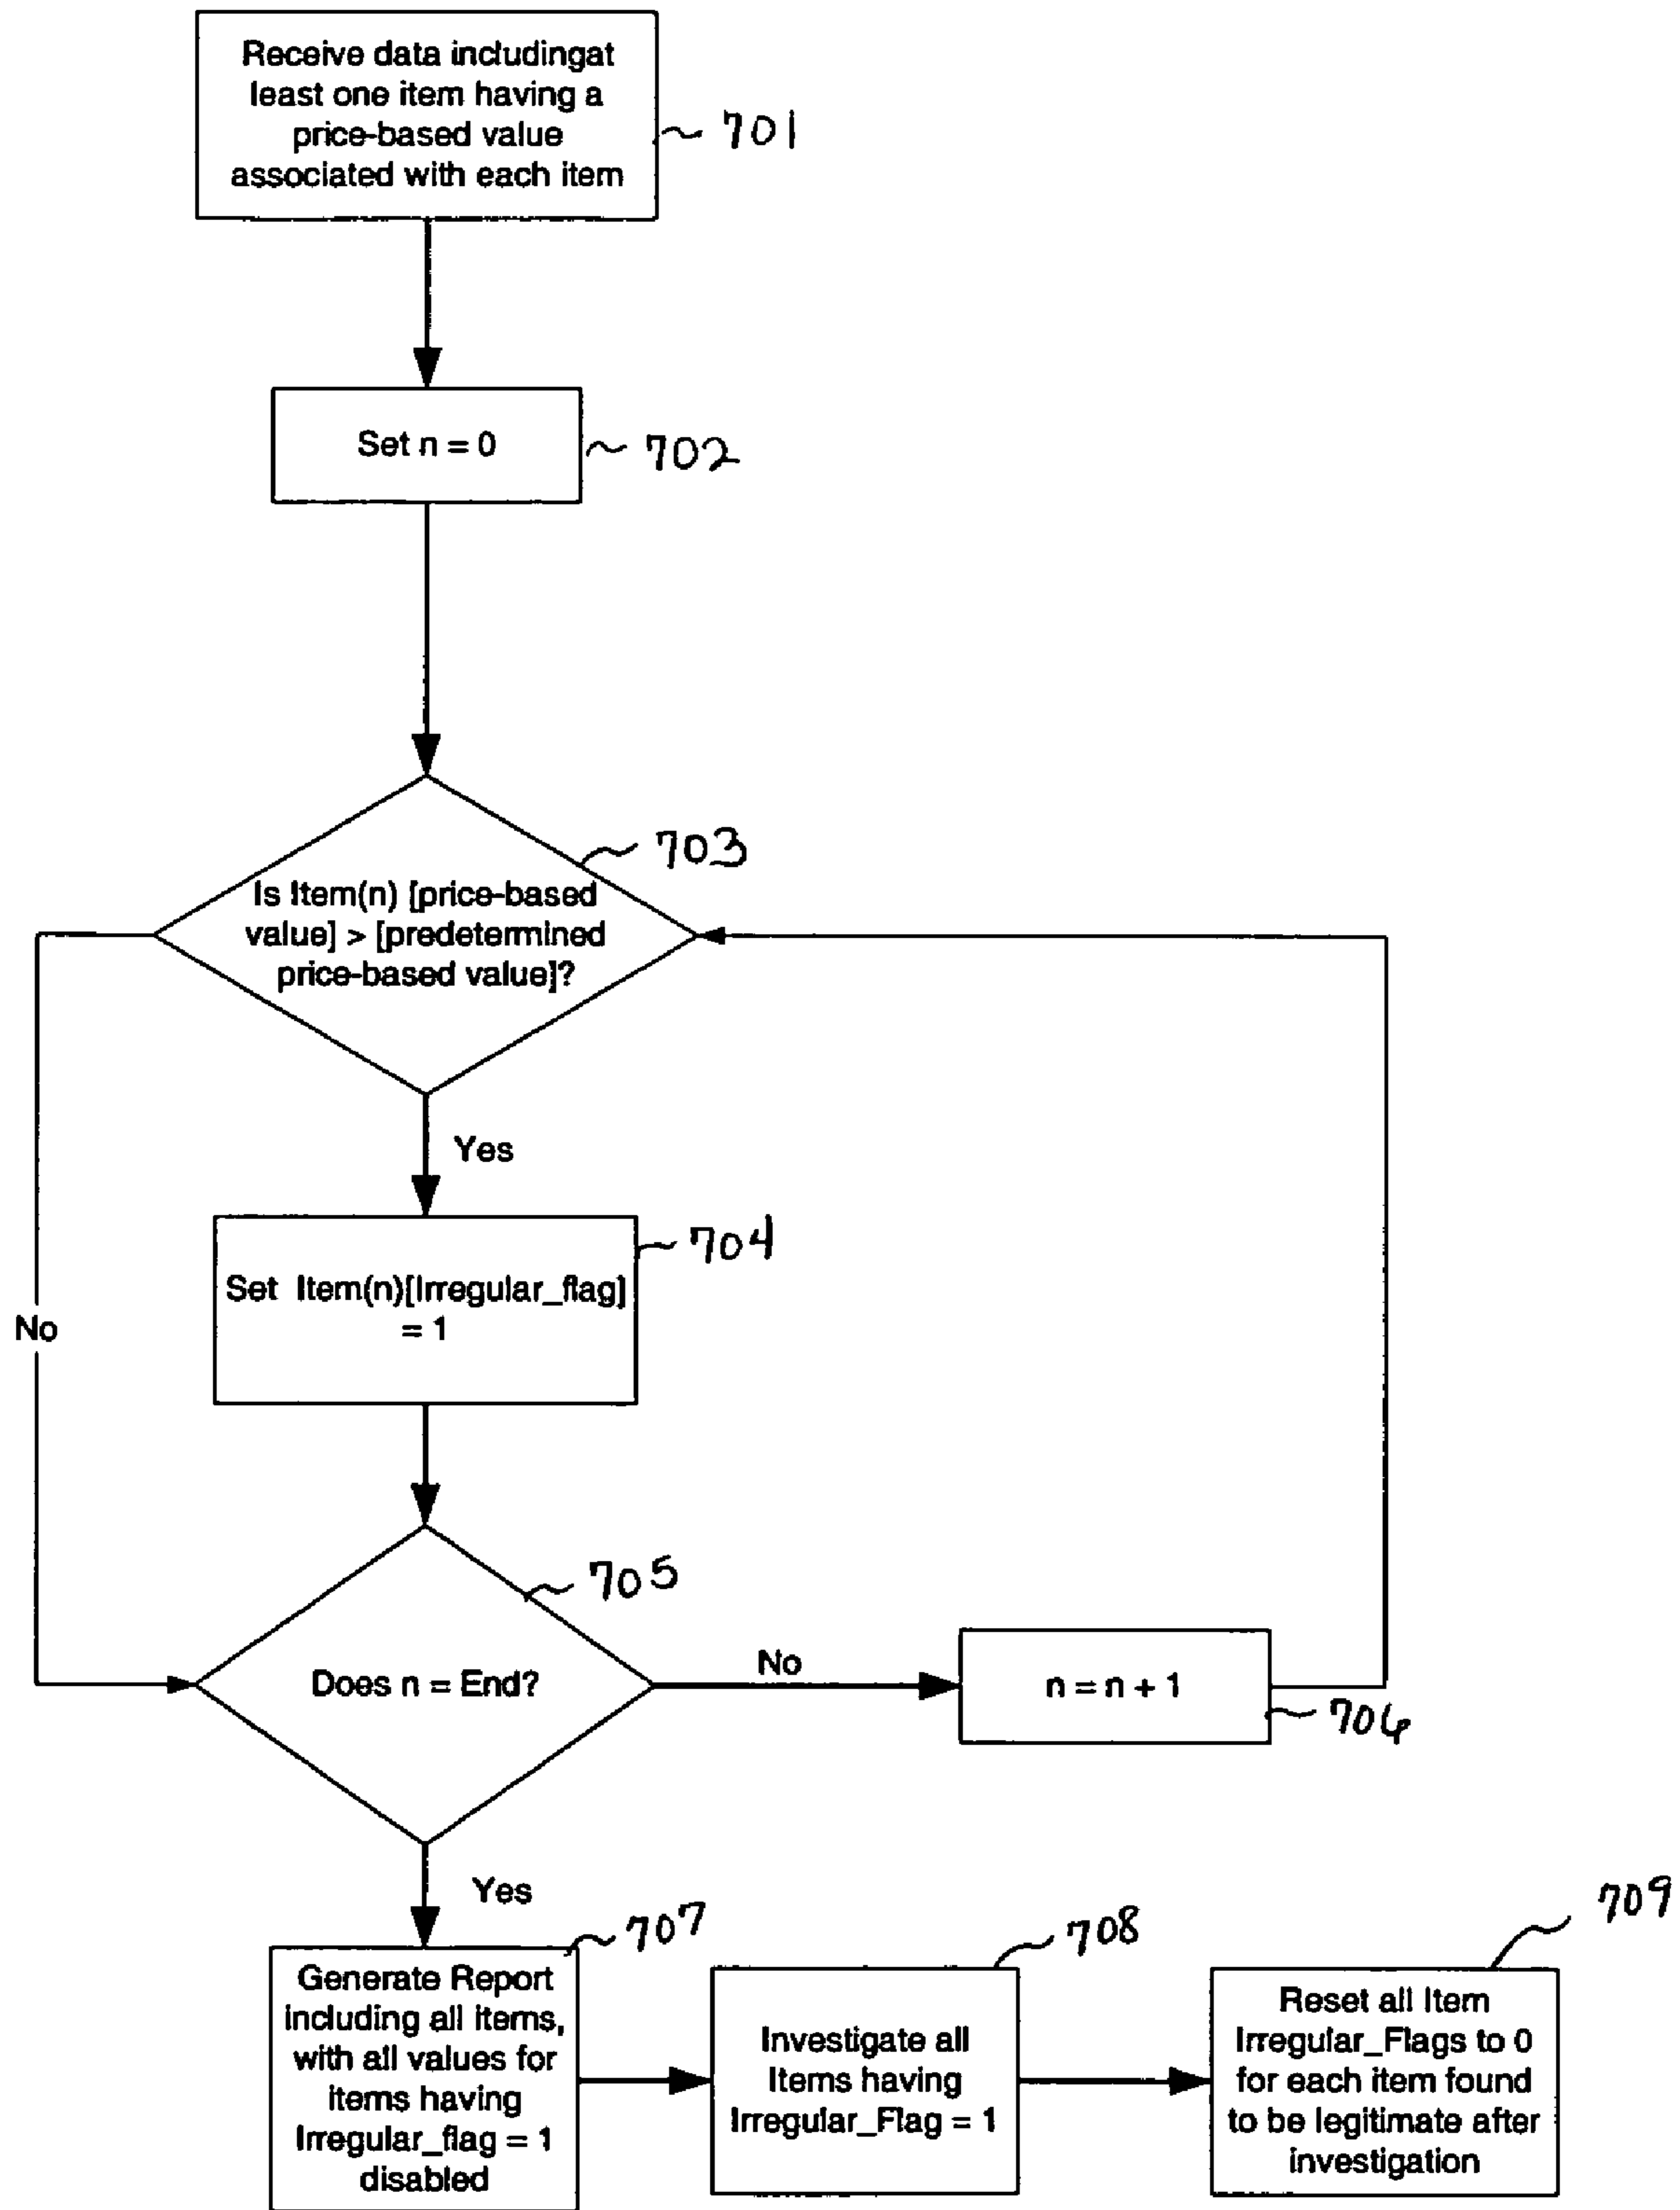 Receive data includingat
least one item having a
price-based value
associated with each item
701
Set n = 0
702
703
Is Item(n) [price-based
value] > [predetermined
price-based value]?
Yes
704
Set Item(n)[Irregular_flag]
= 1
No
705
Does n = End?
No
n = n + 1
706
Yes
707
Generate Report
including all items,
with all values for
items having
Irregular_flag = 1
disabled
708
Investigate all
Items having
Irregular_Flag = 1
709
Reset all Item
Irregular_Flags to 0
for each item found
to be legitimate after
investigation